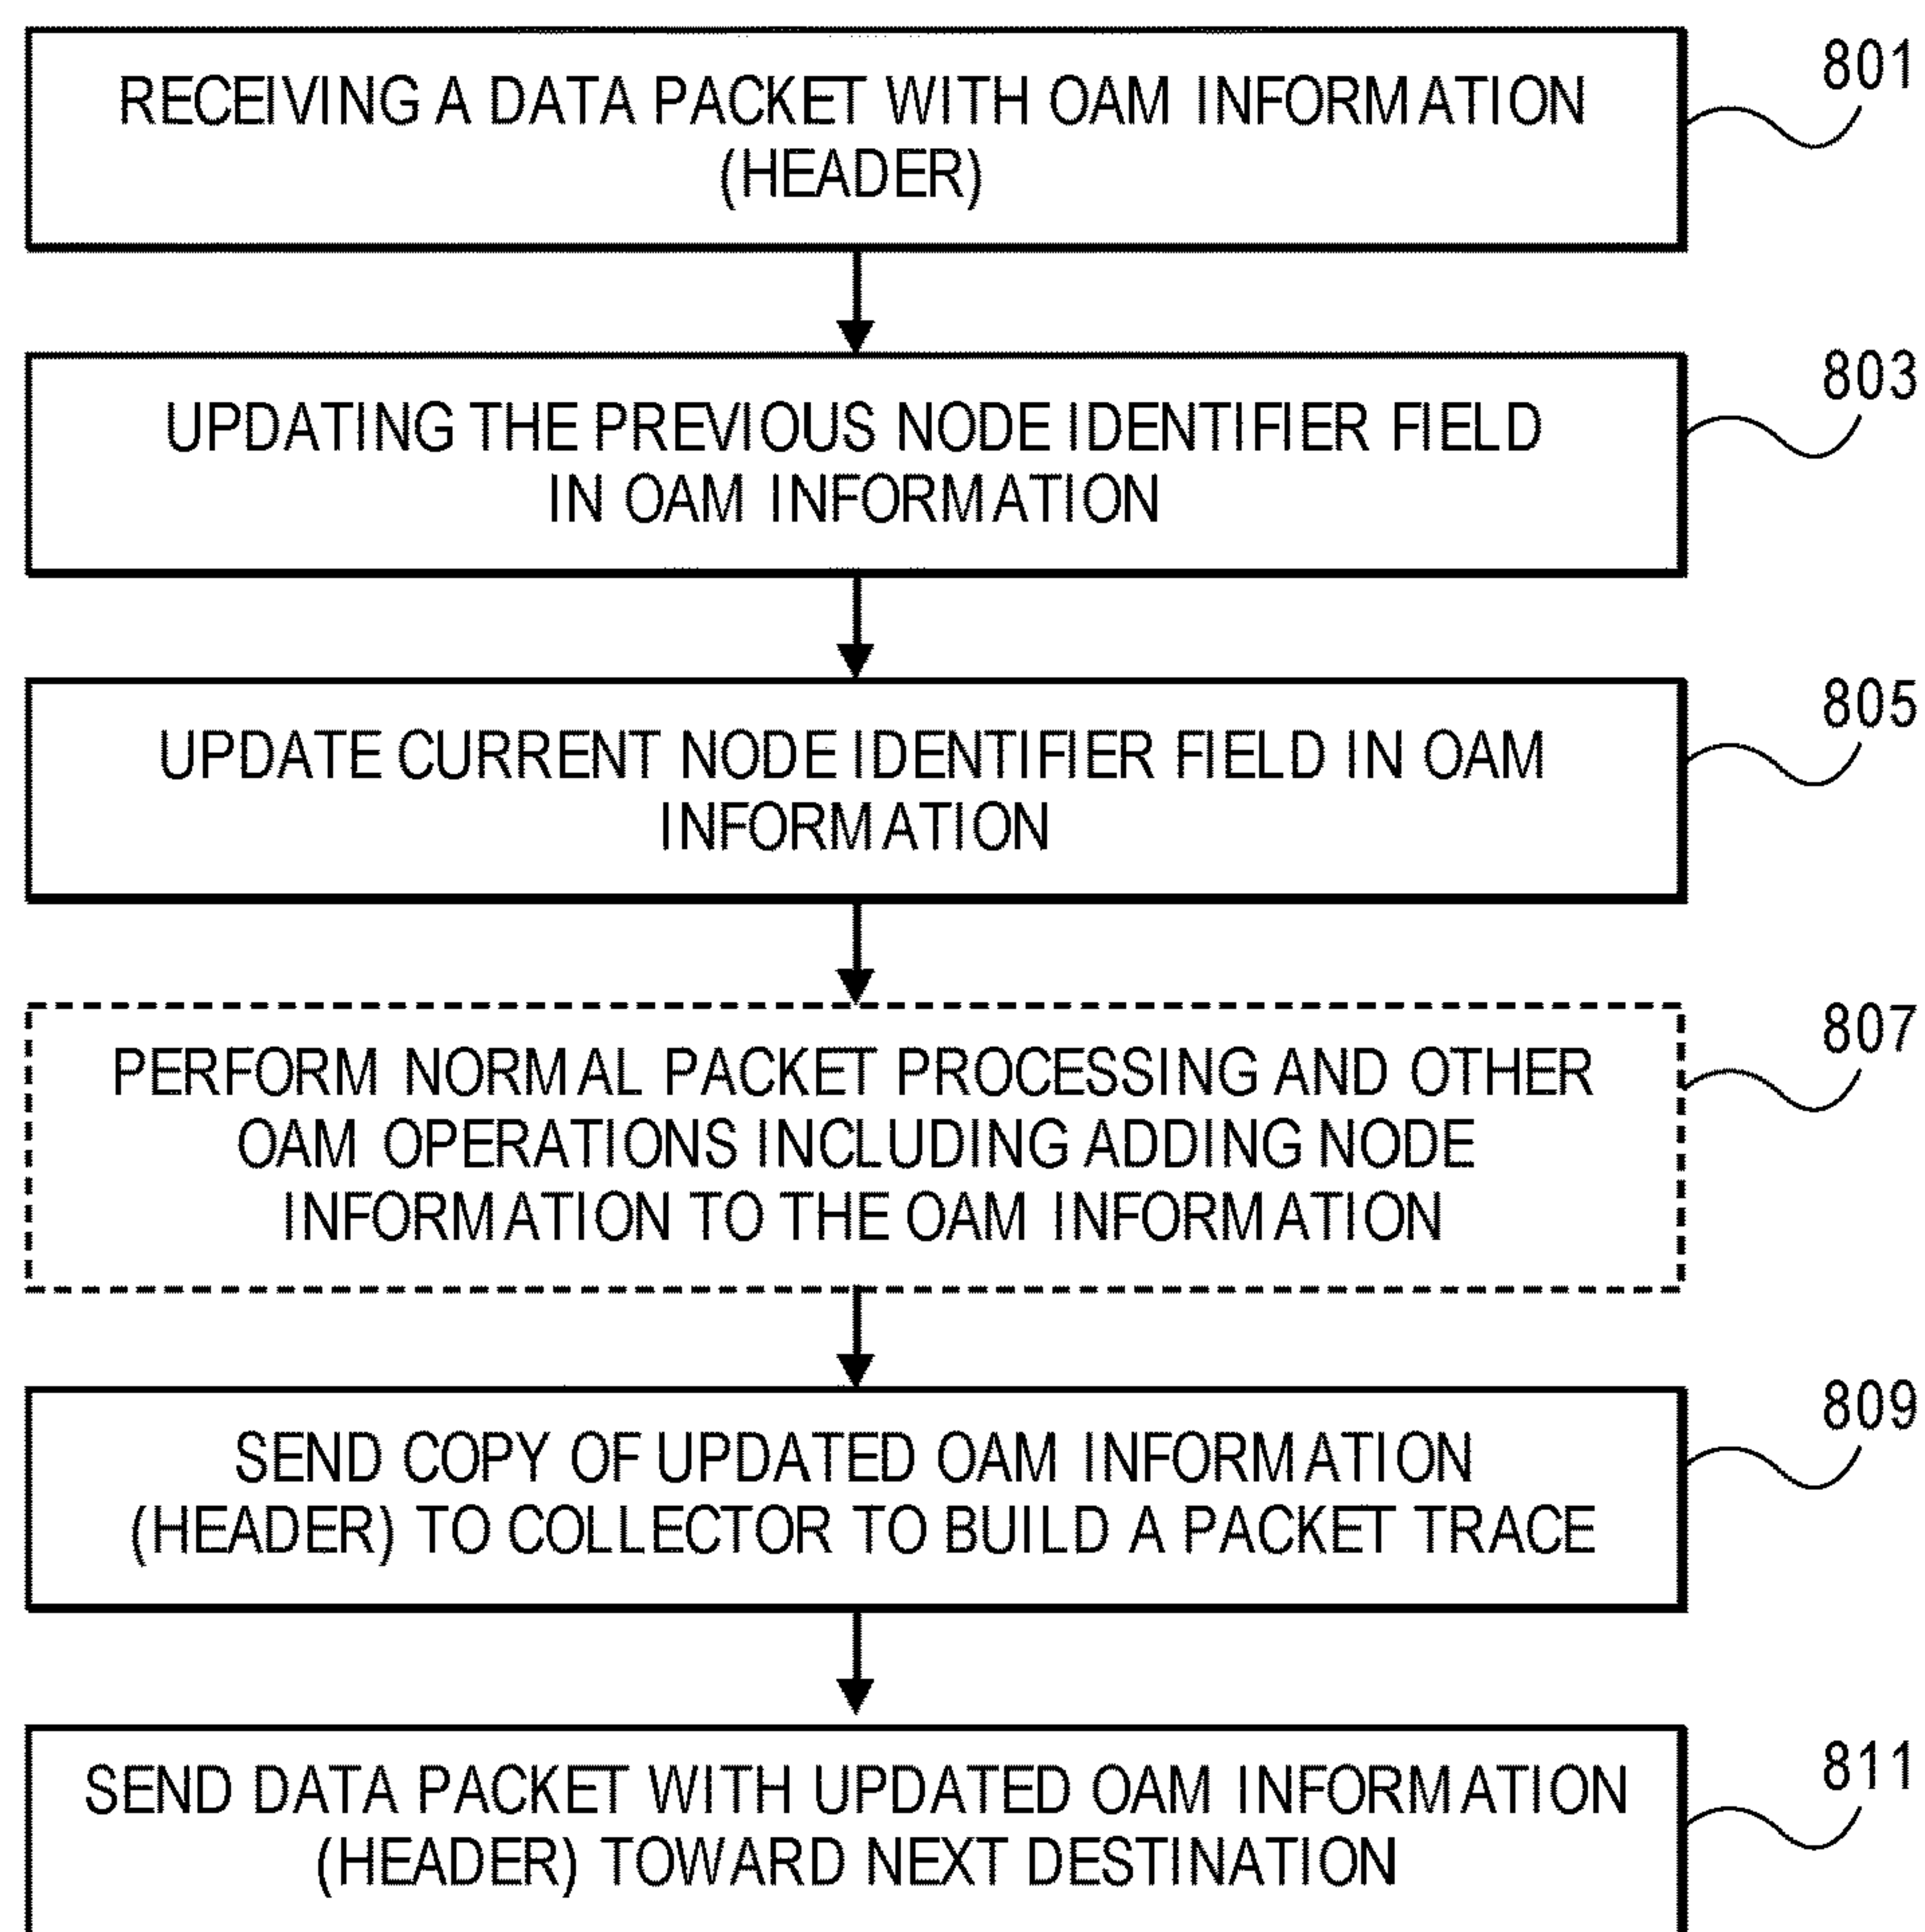 RECEIVING A DATA PACKET WITH OAM INFORMATION
(HEADER)
801
UPDATING THE PREVIOUS NODE IDENTIFIER FIELD
IN OAM INFORMATION
803
UPDATE CURRENT NODE IDENTIFIER FIELD IN OAM
INFORMATION
805
PERFORM NORMAL PACKET PROCESSING AND OTHER
OAM OPERATIONS INCLUDING ADDING NODE
INFORMATION TO THE OAM INFORMATION
807
SEND COPY OF UPDATED OAM INFORMATION
(HEADER) TO COLLECTOR TO BUILD A PACKET TRACE
809
SEND DATA PACKET WITH UPDATED OAM INFORMATION
(HEADER) TOWARD NEXT DESTINATION
811